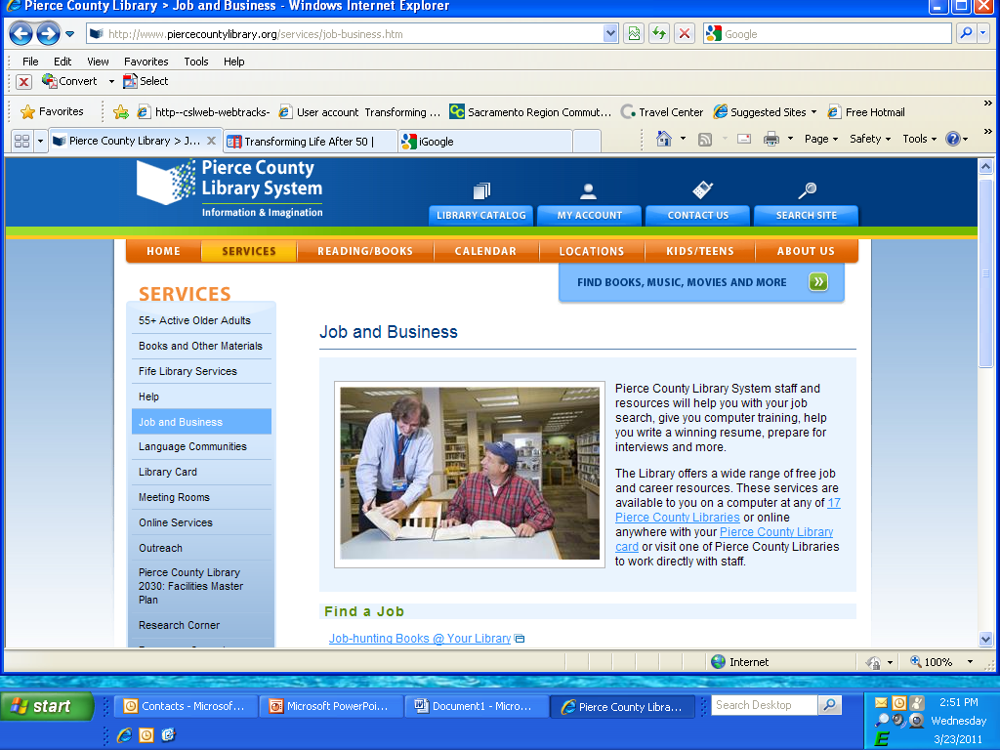 Pierce County Library > Job and Business - Windows Internet Explorer
http://www.piercecountylibrary.org/services/job-business.htm
Google
File Edit View Favorites Tools Help
Convert Select
Favorites http--cslweb-webtracks- User account Transforming ... Sacramento Region Commut... Travel Center Suggested Sites Free Hotmail
Pierce County Library > J... Transforming Life After 50 | iGoogle Page Safety Tools
Pierce County
Library System
Information & Imagination
LIBRARY CATALOG MY ACCOUNT CONTACT US SEARCH SITE
HOME SERVICES READING/BOOKS CALENDAR LOCATIONS KIDS/TEENS ABOUT US
FIND BOOKS, MUSIC, MOVIES AND MORE
SERVICES
55+ Active Older Adults
Books and Other Materials
Fife Library Services
Help
Job and Business
Language Communities
Library Card
Meeting Rooms
Online Services
Outreach
Pierce County Library
2030: Facilities Master
Plan
Research Corner
Job and Business
Pierce County Library System staff and
resources will help you with your job
search, give you computer training, help
you write a winning resume, prepare for
interviews and more.
The Library offers a wide range of free job
and career resources. These services are
available to you on a computer at any of 17
Pierce County Libraries or online
anywhere with your Pierce County Library
card or visit one of Pierce County Libraries
to work directly with staff.
Find a Job
Job-hunting Books @ Your Library
Internet 100%
start Contacts - Microsof... Microsoft PowerPoi... Document1 - Micro... Pierce County Libra... Search Desktop 2:51 PM
Wednesday
3/23/2011